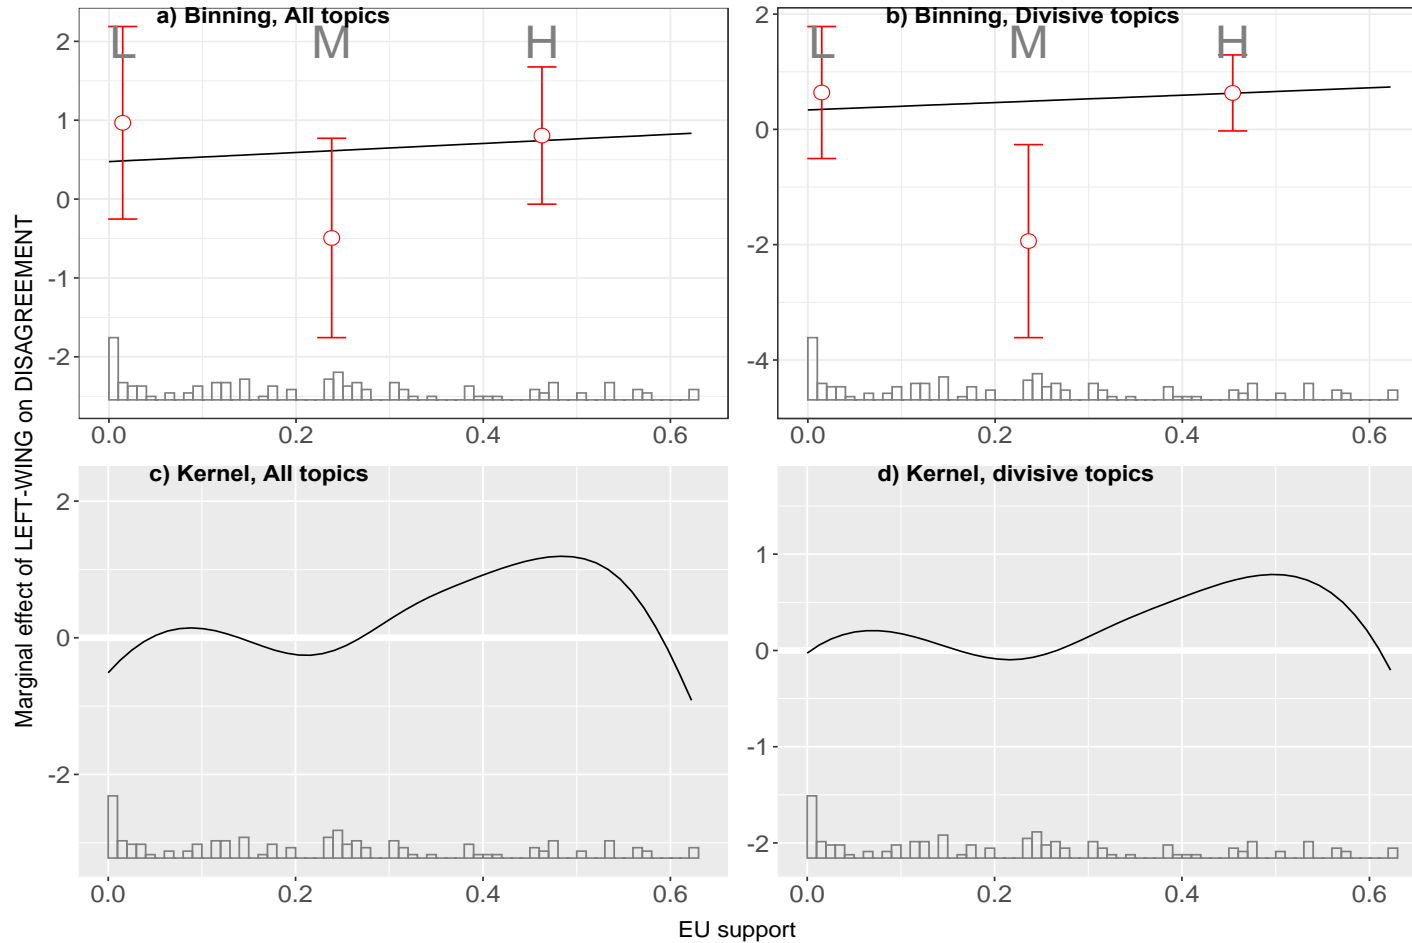 a) Binning, All topics
L M H
2
1
0
-1
-2
0.0 0.2 0.4 0.6
b) Binning, Divisive topics
L M H
2
0
-2
-4
0.0 0.2 0.4 0.6
c) Kernel, All topics
2
0
-2
0.0 0.2 0.4 0.6
d) Kernel, divisive topics
1
0
-1
-2
0.0 0.2 0.4 0.6
Marginal effect of LEFT-WING on DISAGREEMENT
EU support